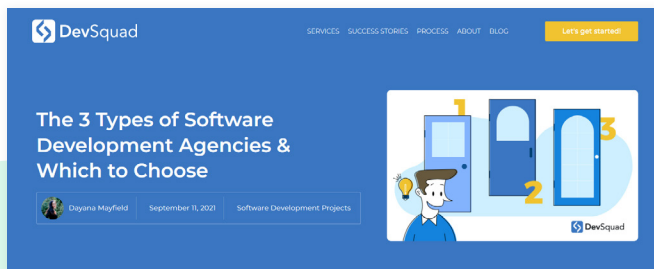 DevSquad
SERVICES SUCCESS STORIES PROCESS ABOUT BLOG
Let's get started!
The 3 Types of Software
Development Agencies &
Which to Choose
Dayana Mayfield
September 11, 2021
Software Development Projects
1
2
3
DevSquad